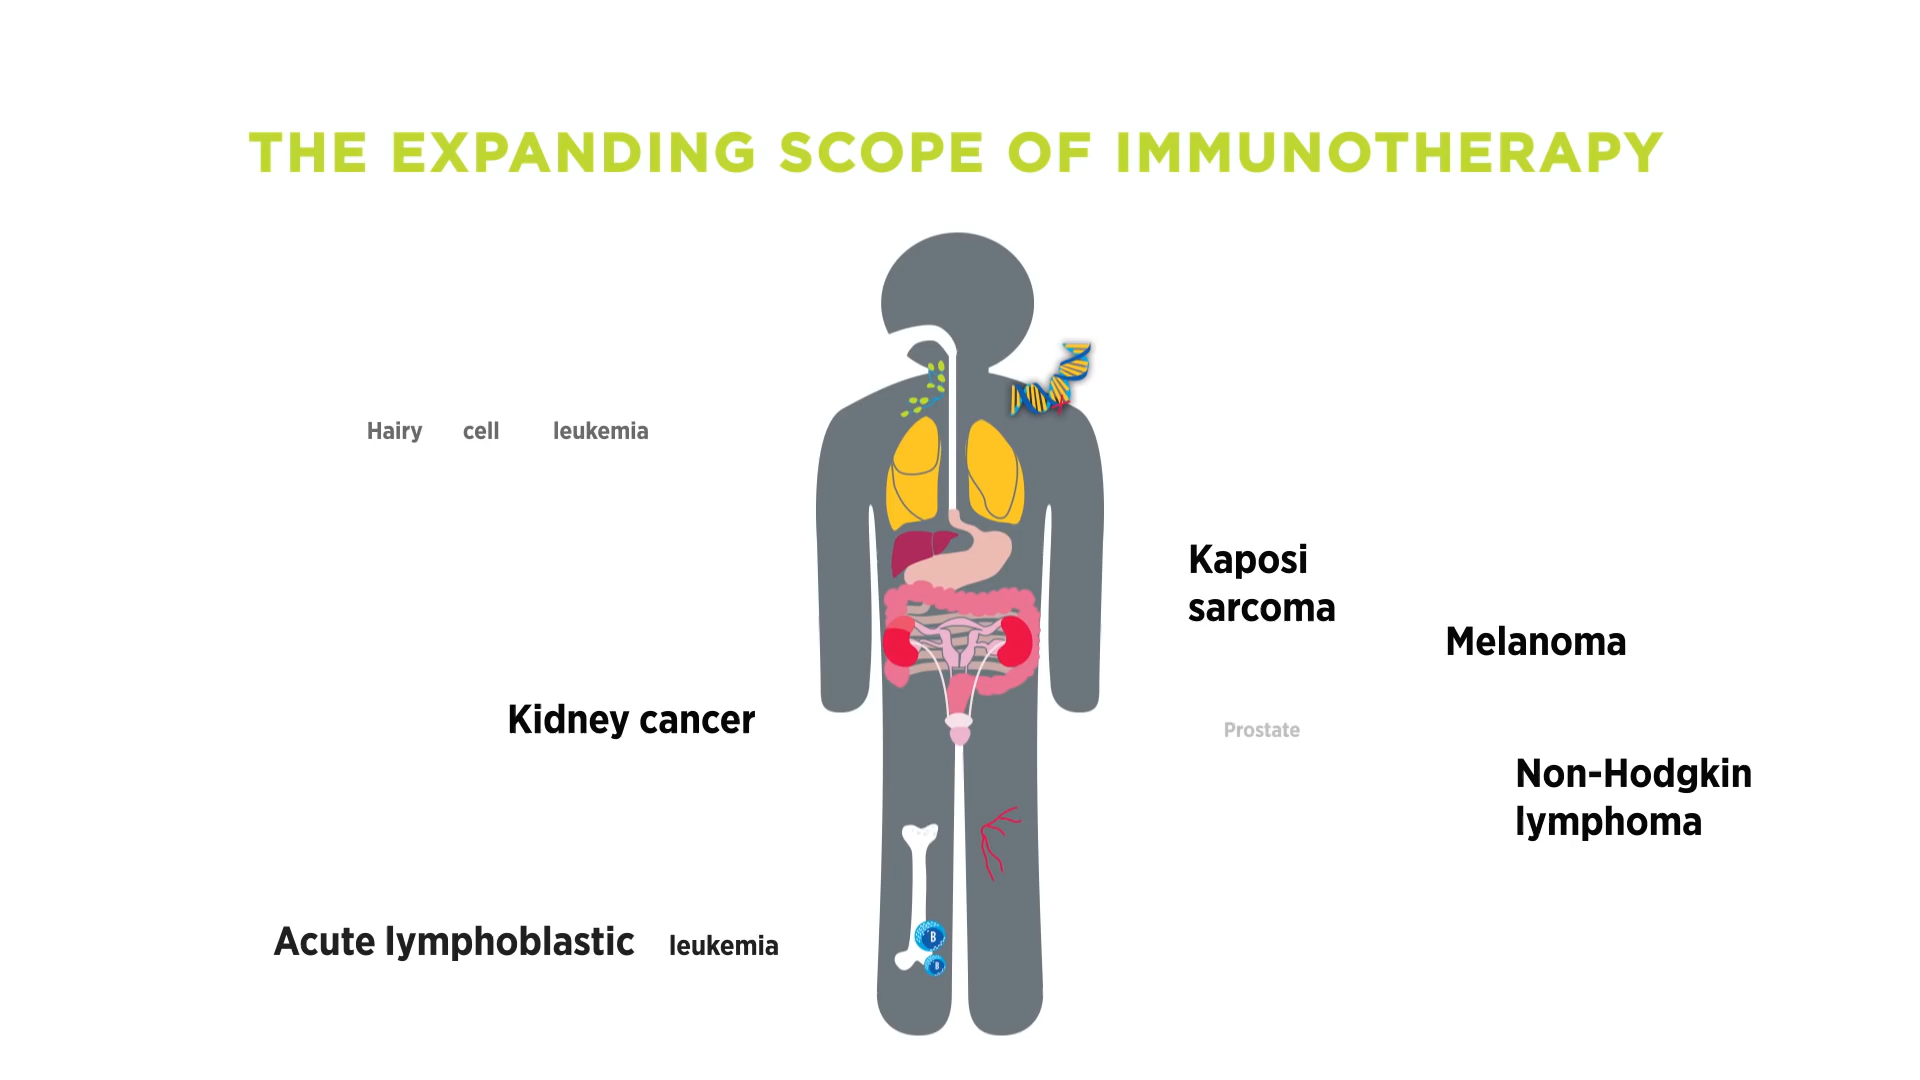 THE EXPANDING SCOPE OF IMMUNOTHERAPY
Hairy cell leukemia
Kaposi
sarcoma
Melanoma
Kidney cancer
Prostate
Non-Hodgkin
lymphoma
Acute lymphoblastic leukemia
B
B